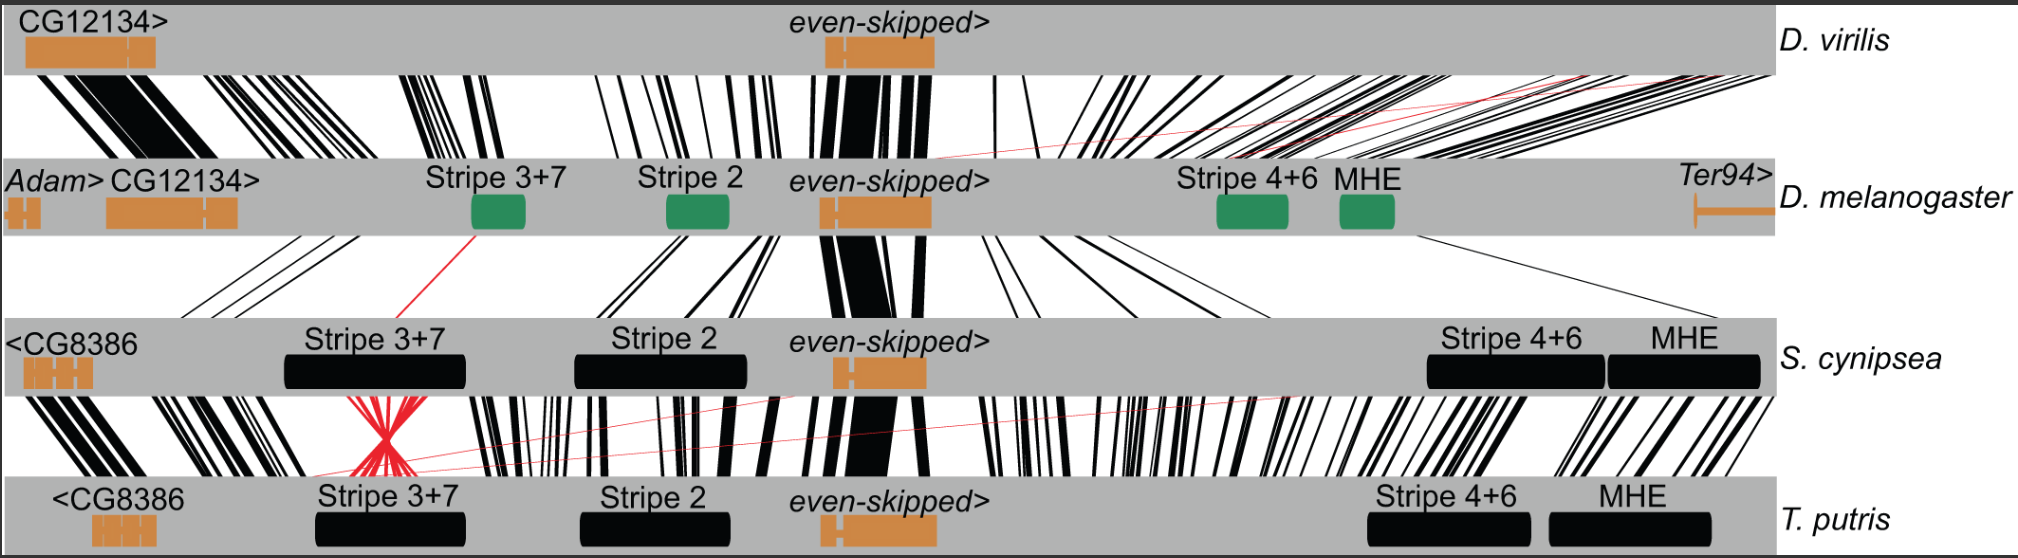 CG12134> even-skipped> D. virilis
Adam> CG12134> Stripe 3+7 Stripe 2 even-skipped> Stripe 4+6 MHE Ter94> D. melanogaster
<CG8386 Stripe 3+7 Stripe 2 even-skipped> Stripe 4+6 MHE S. cynipsea
<CG8386 Stripe 3+7 Stripe 2 even-skipped> Stripe 4+6 MHE T. putris